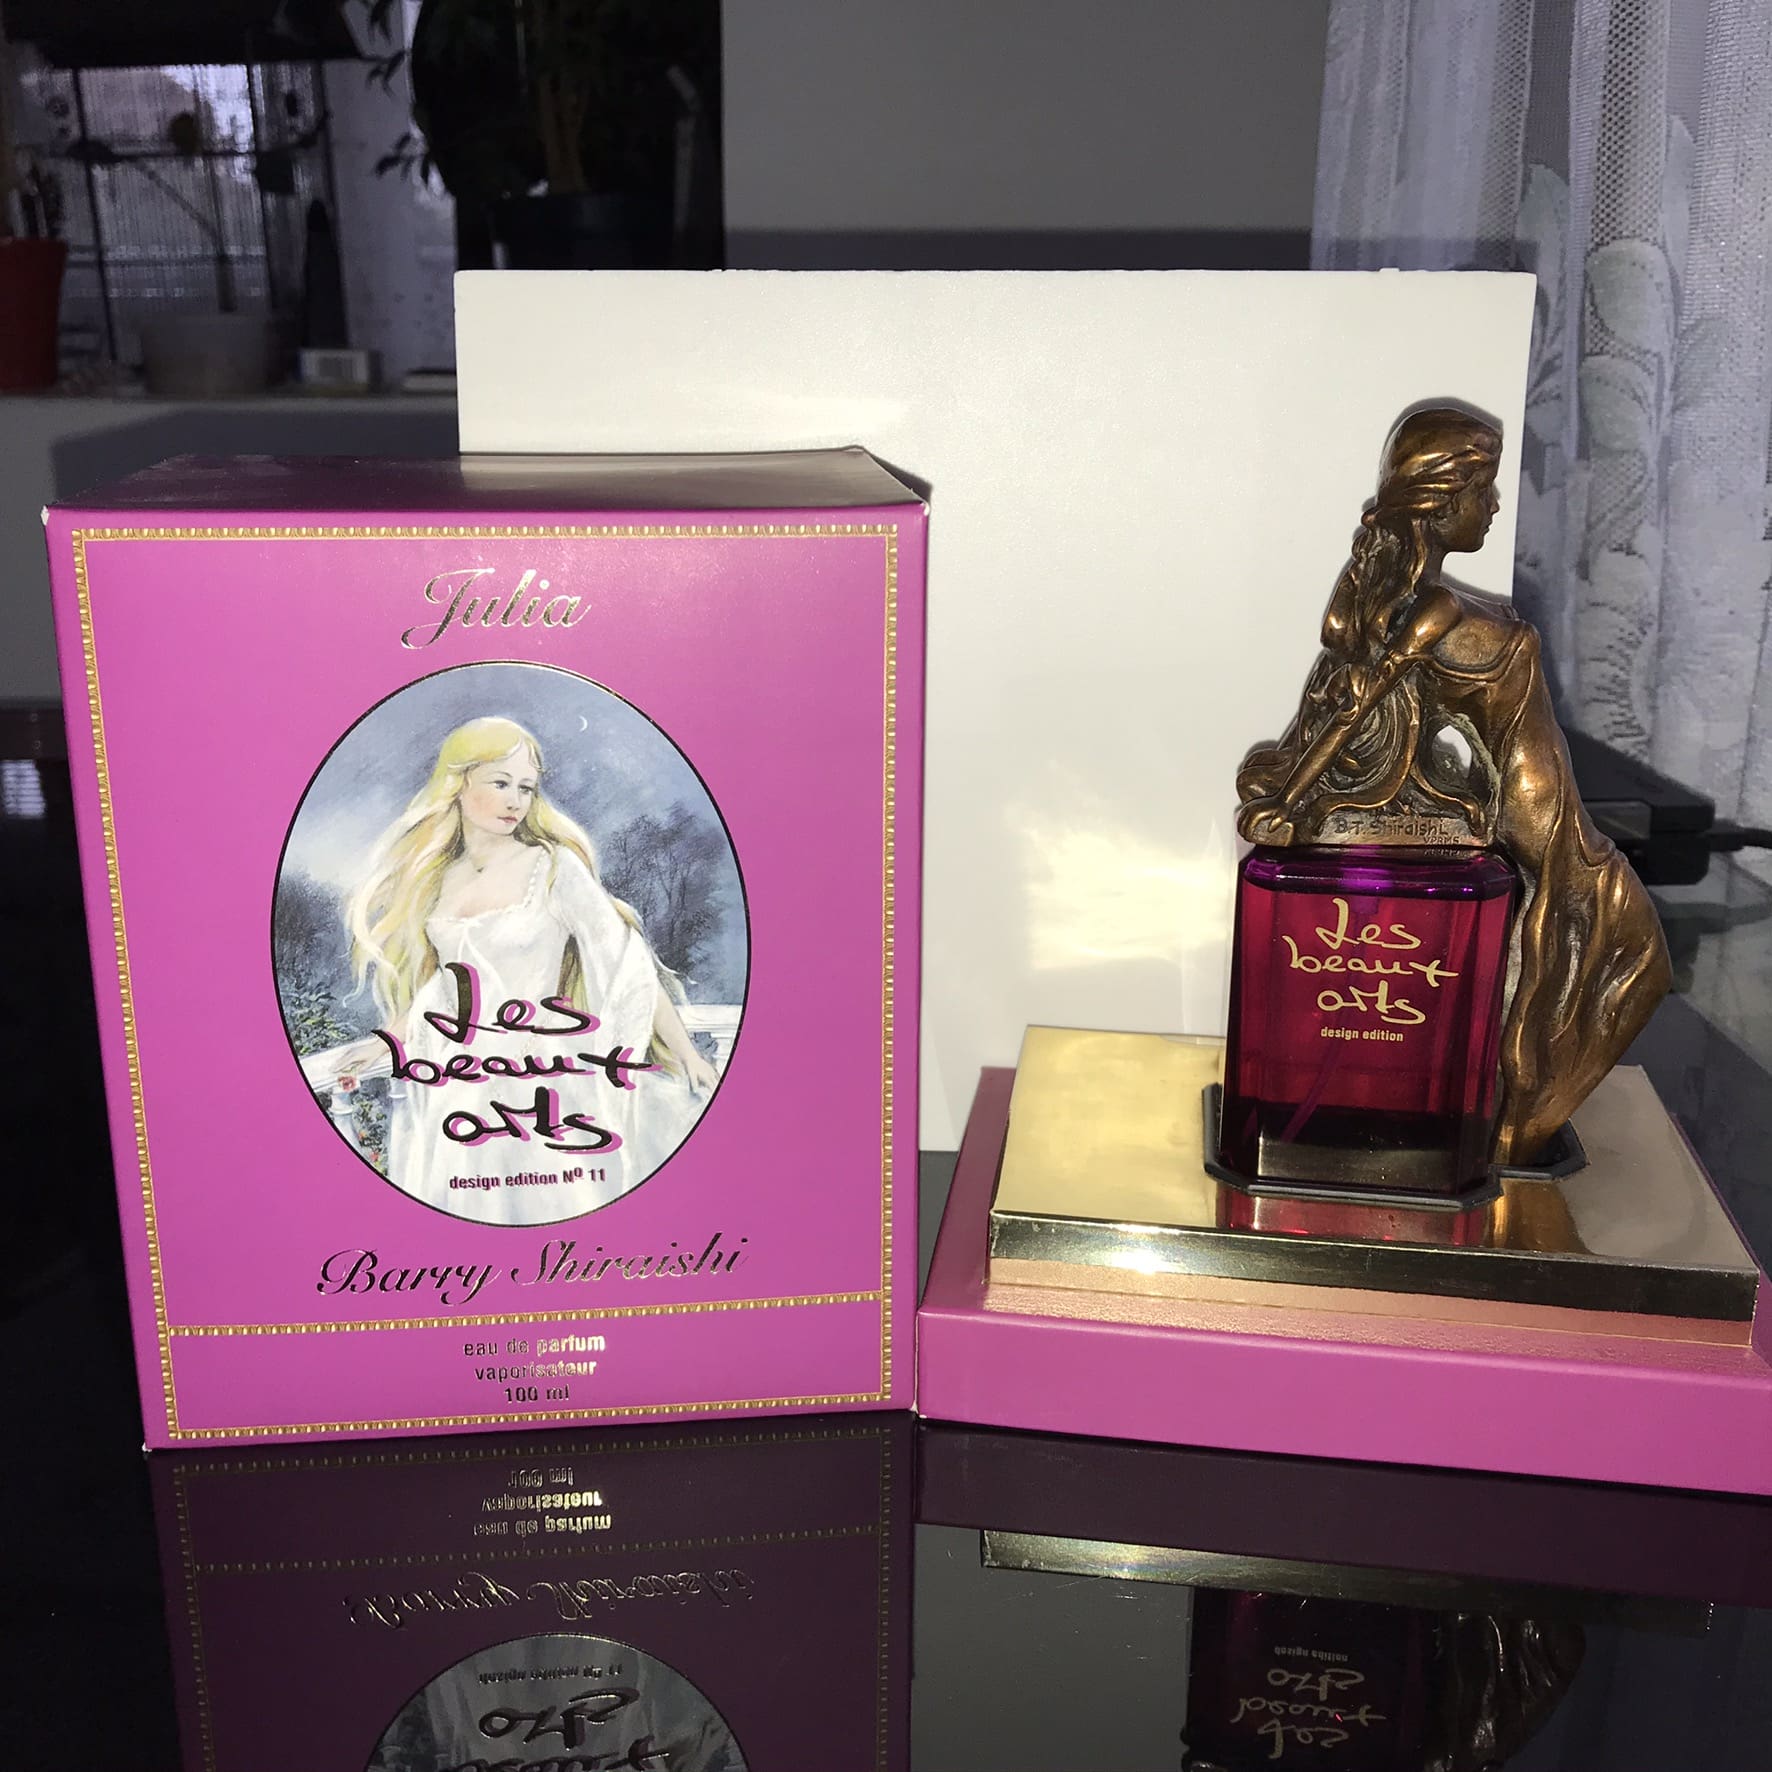 Julia
Les
beaux
arts
design edition Nº 11
Barry Shiraishi
eau de parfum
vaporisateur
100 ml
B.T. Shiraishi
Les
beaux
arts
design edition